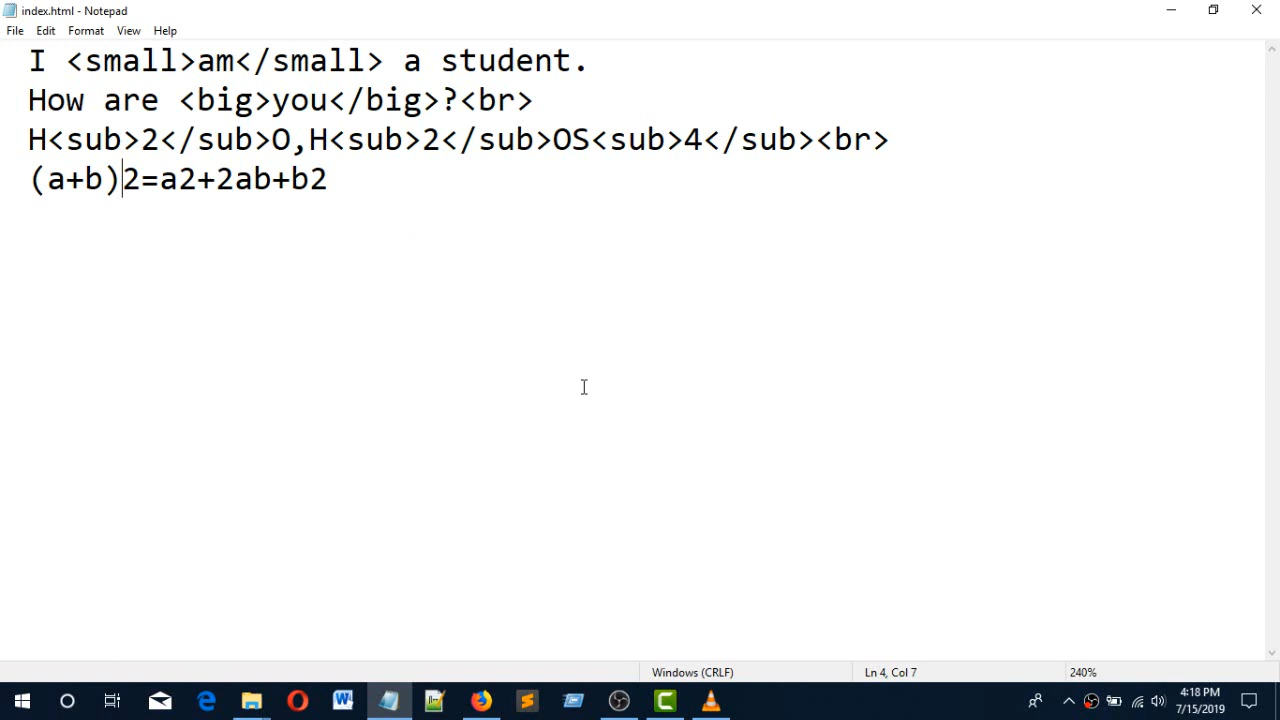 index.html - Notepad
File Edit Format View Help
I <small>am</small> a student.
How are <big>you</big>?<br>
H<sub>2</sub>O,H<sub>2</sub>OS<sub>4</sub><br>
(a+b)2=a2+2ab+b2
Windows (CRLF) Ln 4, Col 7 240%
4:18 PM
7/15/2019